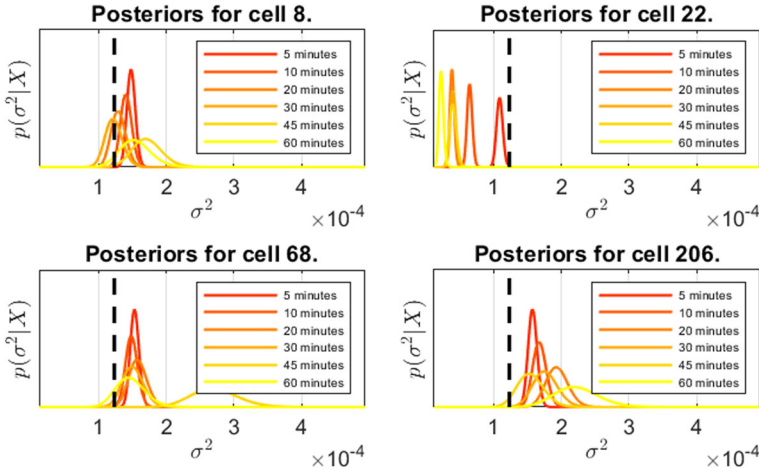 Posteriors for cell 8.
p(σ²|X)
5 minutes
10 minutes
20 minutes
30 minutes
45 minutes
60 minutes
1 2 3 4
σ²
×10-4
Posteriors for cell 22.
p(σ²|X)
5 minutes
10 minutes
20 minutes
30 minutes
45 minutes
60 minutes
1 2 3 4
σ²
×10-4
Posteriors for cell 68.
p(σ²|X)
5 minutes
10 minutes
20 minutes
30 minutes
45 minutes
60 minutes
1 2 3 4
σ²
×10-4
Posteriors for cell 206.
p(σ²|X)
5 minutes
10 minutes
20 minutes
30 minutes
45 minutes
60 minutes
1 2 3 4
σ²
×10-4